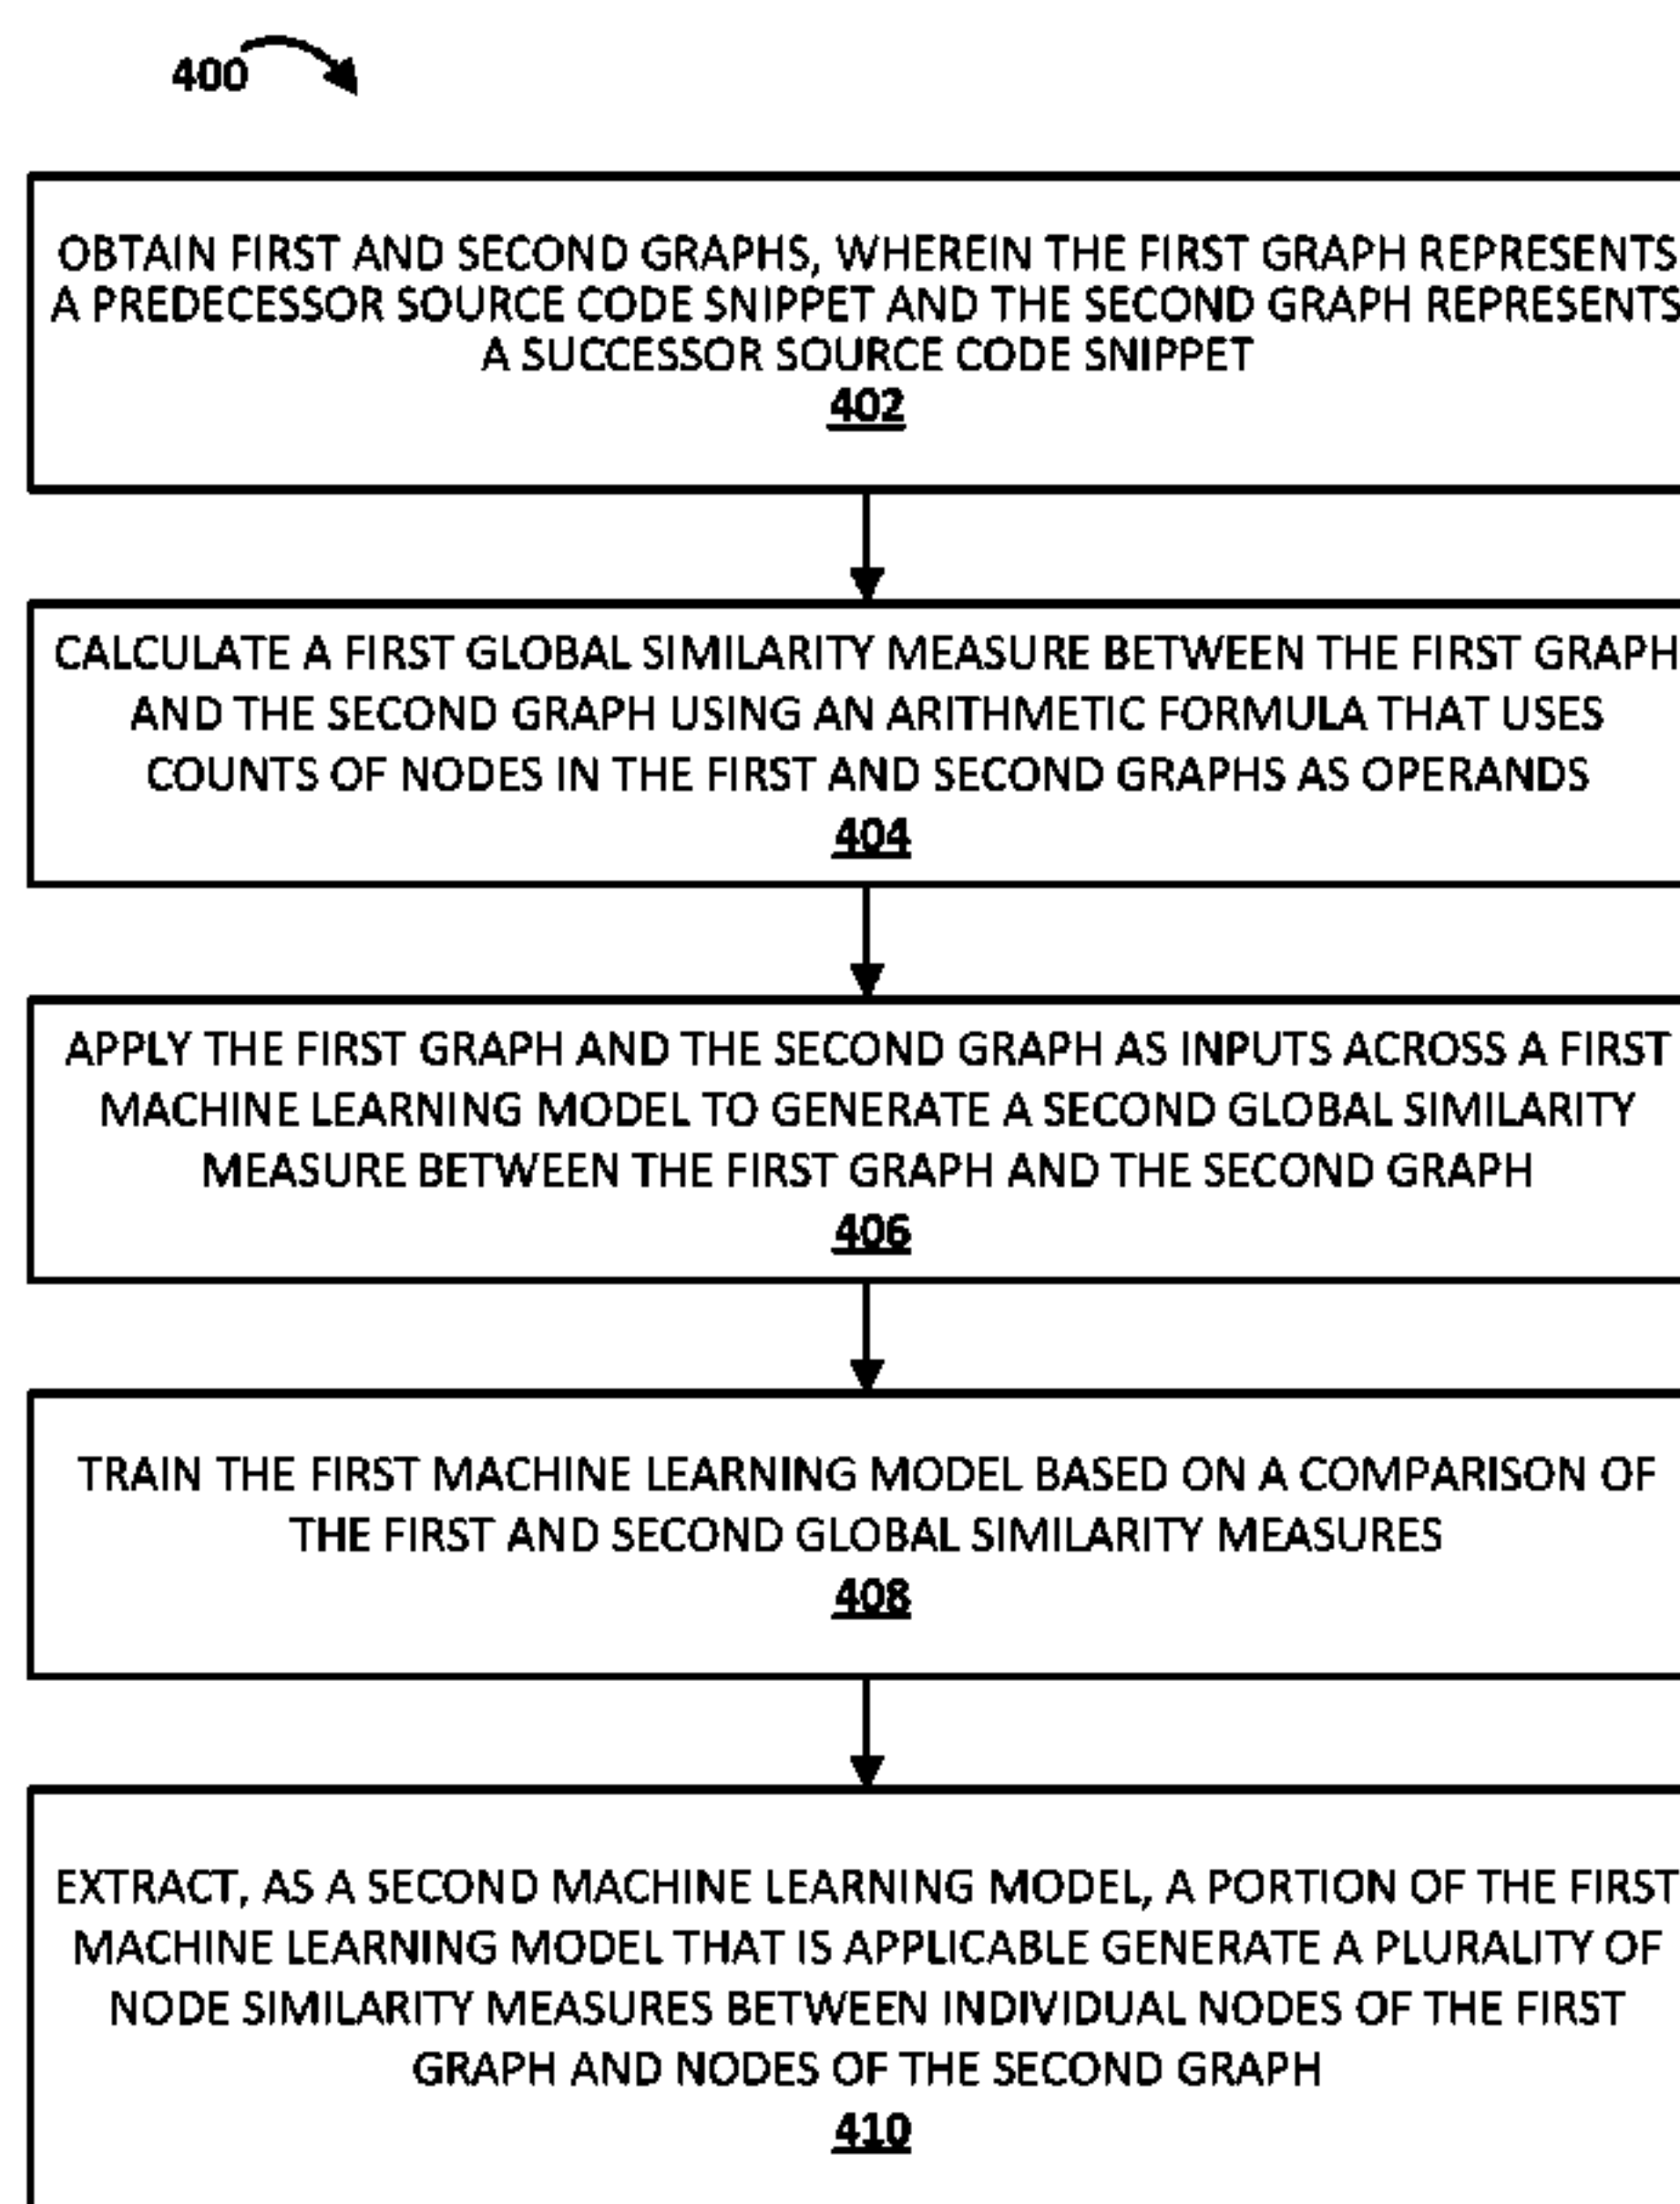 400
OBTAIN FIRST AND SECOND GRAPHS, WHEREIN THE FIRST GRAPH REPRESENTS
A PREDECESSOR SOURCE CODE SNIPPET AND THE SECOND GRAPH REPRESENTS
A SUCCESSOR SOURCE CODE SNIPPET
402
CALCULATE A FIRST GLOBAL SIMILARITY MEASURE BETWEEN THE FIRST GRAPH
AND THE SECOND GRAPH USING AN ARITHMETIC FORMULA THAT USES
COUNTS OF NODES IN THE FIRST AND SECOND GRAPHS AS OPERANDS
404
APPLY THE FIRST GRAPH AND THE SECOND GRAPH AS INPUTS ACROSS A FIRST
MACHINE LEARNING MODEL TO GENERATE A SECOND GLOBAL SIMILARITY
MEASURE BETWEEN THE FIRST GRAPH AND THE SECOND GRAPH
406
TRAIN THE FIRST MACHINE LEARNING MODEL BASED ON A COMPARISON OF
THE FIRST AND SECOND GLOBAL SIMILARITY MEASURES
408
EXTRACT, AS A SECOND MACHINE LEARNING MODEL, A PORTION OF THE FIRST
MACHINE LEARNING MODEL THAT IS APPLICABLE GENERATE A PLURALITY OF
NODE SIMILARITY MEASURES BETWEEN INDIVIDUAL NODES OF THE FIRST
GRAPH AND NODES OF THE SECOND GRAPH
410